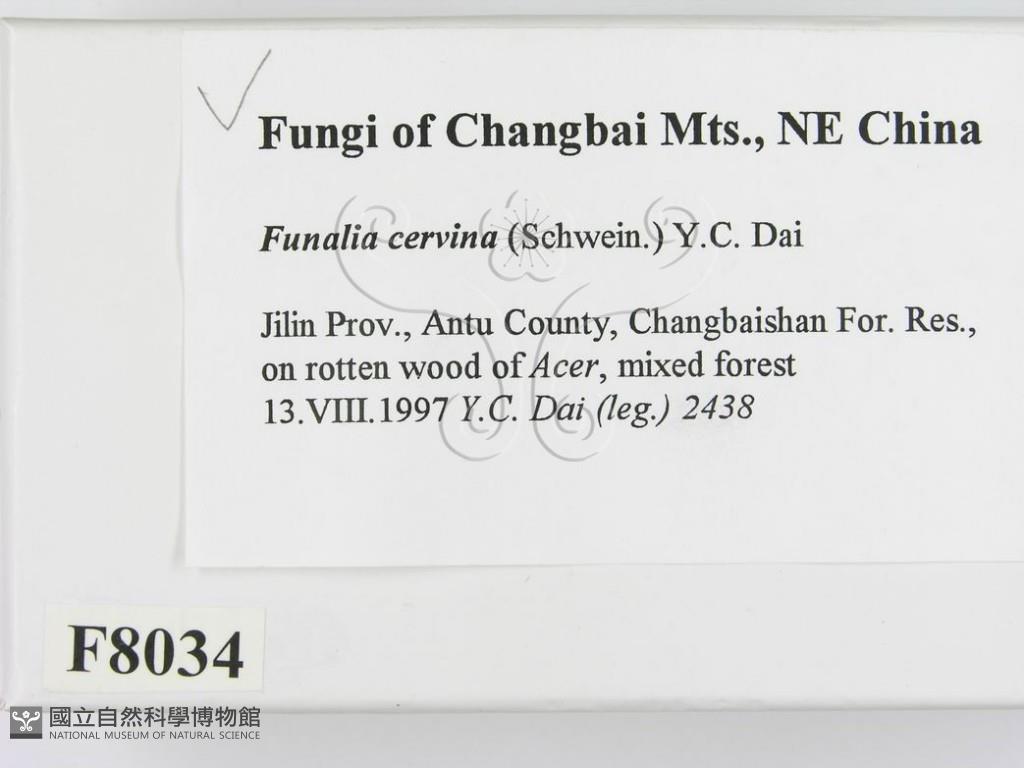 Fungi of Changbai Mts., NE China
Funalia cervina (Schwein.) Y.C. Dai
Jilin Prov., Antu County, Changbaishan For. Res.,
on rotten wood of Acer, mixed forest
13.VIII.1997 Y.C. Dai (leg.) 2438
F8034
國立自然科學博物館
NATIONAL MUSEUM OF NATURAL SCIENCE